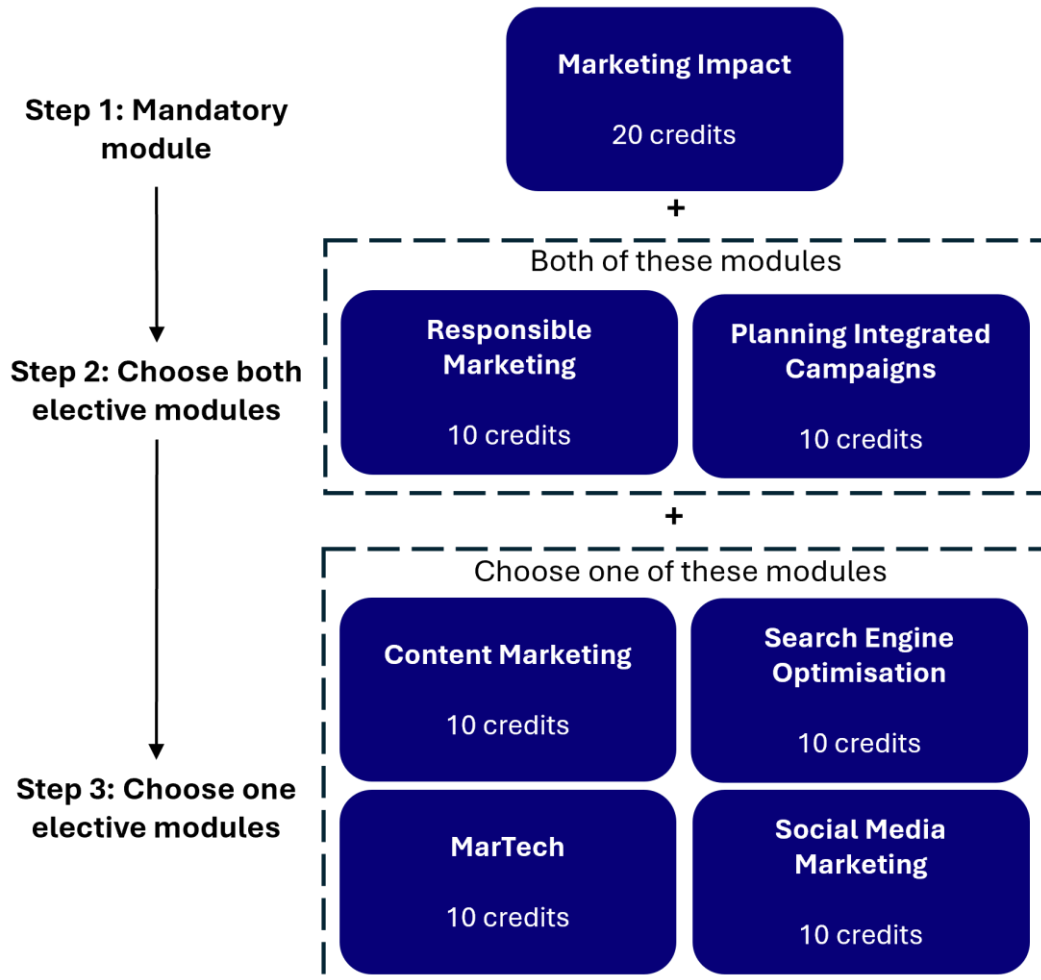 Marketing Impact
20 credits
Step 1: Mandatory
module
+
Both of these modules
Responsible
Marketing
10 credits
Planning Integrated
Campaigns
10 credits
Step 2: Choose both
elective modules
+
Choose one of these modules
Content Marketing
10 credits
Search Engine
Optimisation
10 credits
Step 3: Choose one
elective modules
MarTech
10 credits
Social Media
Marketing
10 credits